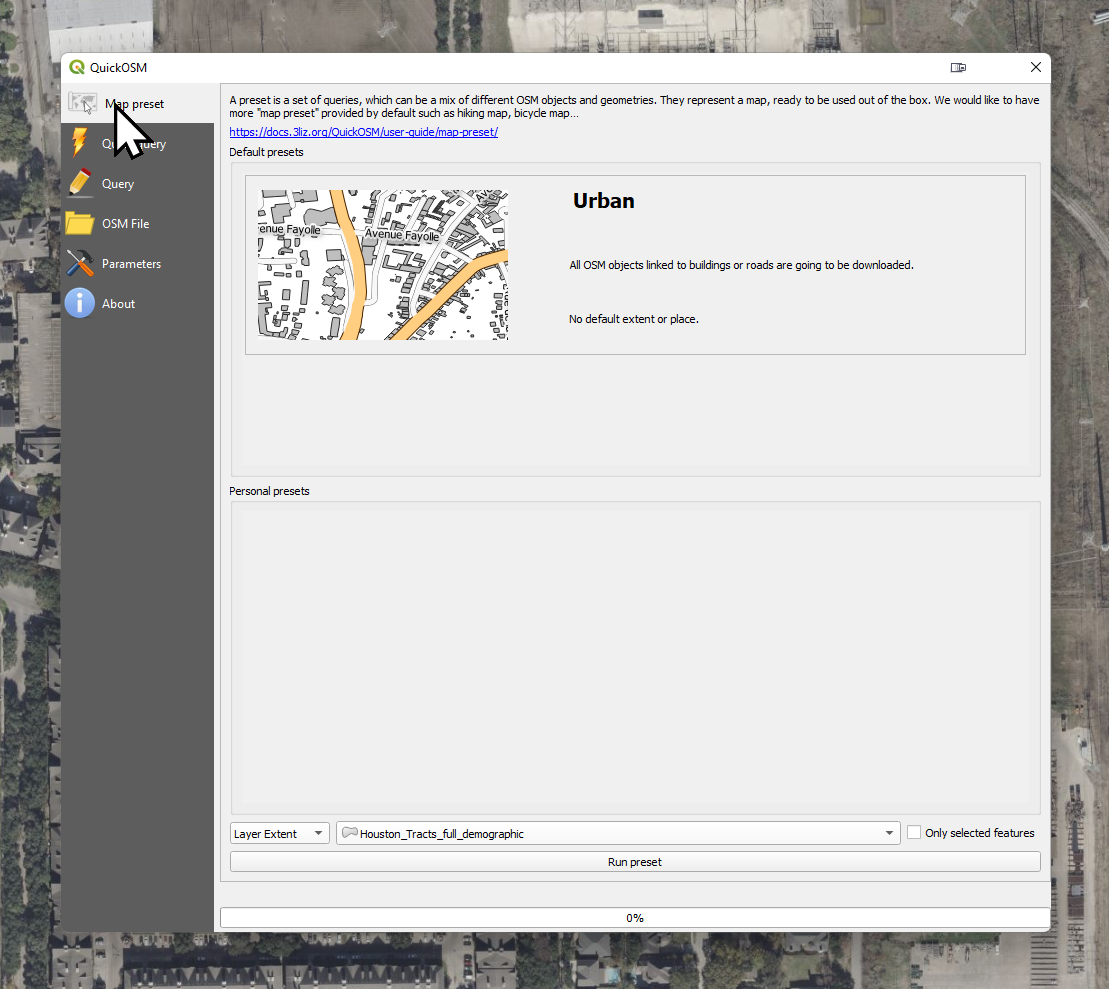 QuickOSM
Map preset
Query
OSM File
Parameters
About
A preset is a set of queries, which can be a mix of different OSM objects and geometries. They represent a map, ready to be used out of the box. We would like to have
more "map preset" provided by default such as hiking map, bicycle map...
https://docs.3liz.org/QuickOSM/user-guide/map-preset/
Default presets
enue Fayolle
Avenue Fayolle
Urban
All OSM objects linked to buildings or roads are going to be downloaded.
No default extent or place.
Personal presets
Layer Extent
Houston_Tracts_full_demographic
Only selected features
Run preset
0%